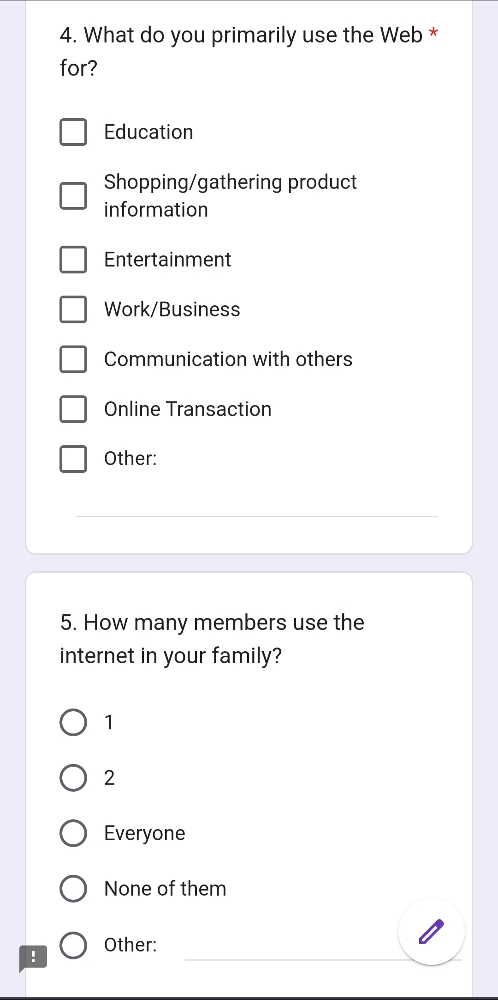 4. What do you primarily use the Web *
for?
Education
Shopping/gathering product
information
Entertainment
Work/Business
Communication with others
Online Transaction
Other:
5. How many members use the
internet in your family?
1
2
Everyone
None of them
Other: